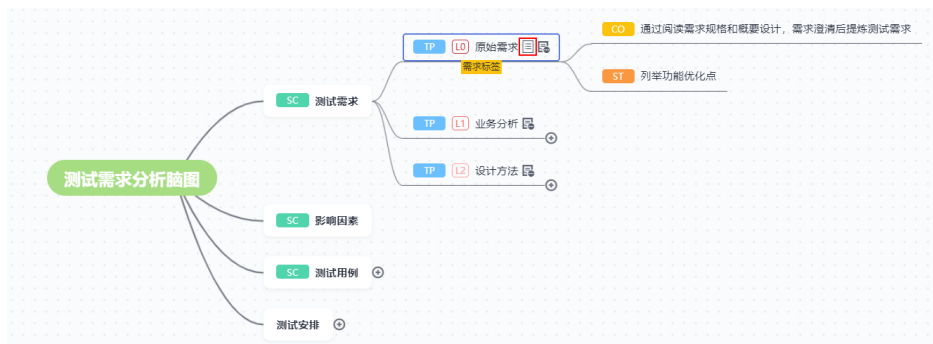 测试需求分析脑图
SC 测试需求
TP L0 原始需求
需求标签
CO 通过阅读需求规格和概要设计，需求澄清后提炼测试需求
ST 列举功能优化点
TP L1 业务分析
TP L2 设计方法
SC 影响因素
SC 测试用例
测试安排